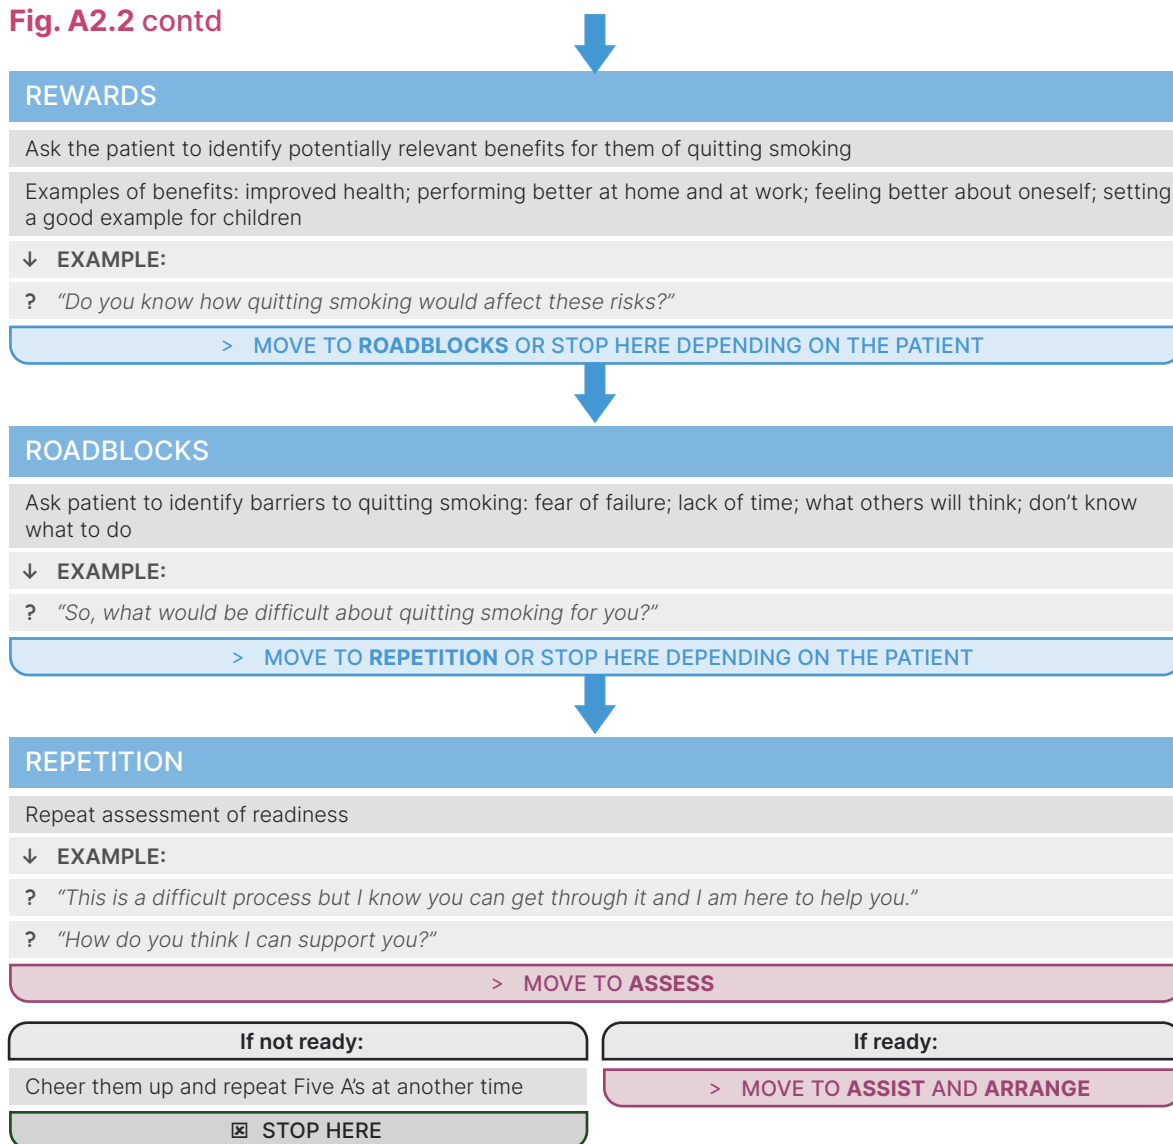 Fig. A2.2 contd
REWARDS
Ask the patient to identify potentially relevant benefits for them of quitting smoking
Examples of benefits: improved health; performing better at home and at work; feeling better about oneself; setting
a good example for children
↓ EXAMPLE:
? “Do you know how quitting smoking would affect these risks?”
> MOVE TO ROADBLOCKS OR STOP HERE DEPENDING ON THE PATIENT
ROADBLOCKS
Ask patient to identify barriers to quitting smoking: fear of failure; lack of time; what others will think; don’t know
what to do
↓ EXAMPLE:
? “So, what would be difficult about quitting smoking for you?”
> MOVE TO REPETITION OR STOP HERE DEPENDING ON THE PATIENT
REPETITION
Repeat assessment of readiness
↓ EXAMPLE:
? “This is a difficult process but I know you can get through it and I am here to help you.”
? “How do you think I can support you?”
> MOVE TO ASSESS
If not ready:
Cheer them up and repeat Five A’s at another time
☒ STOP HERE
If ready:
> MOVE TO ASSIST AND ARRANGE